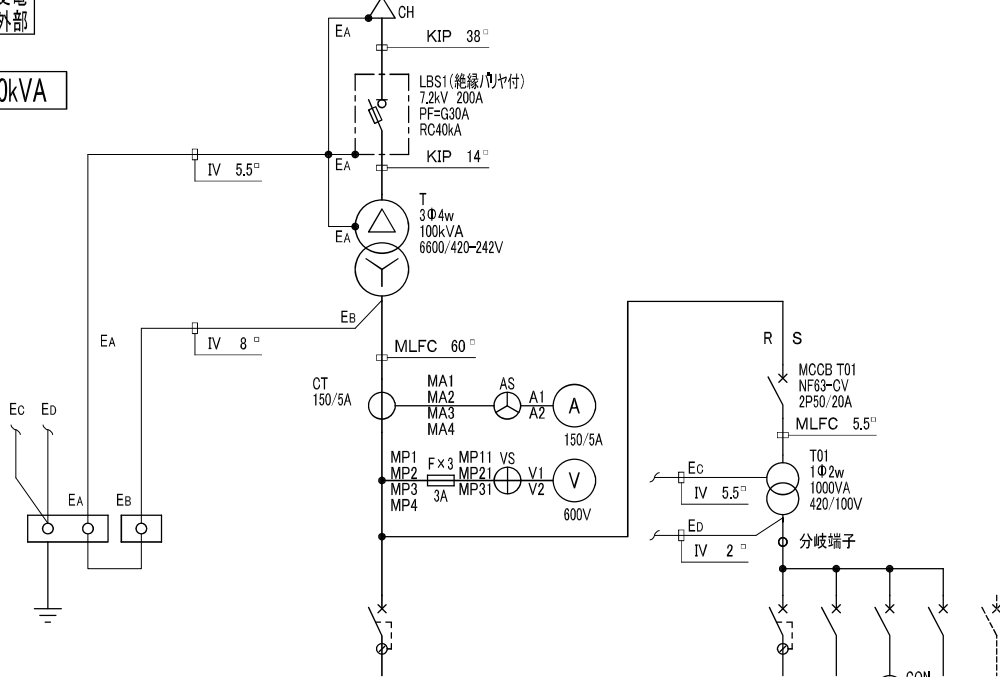 外部
0kVA
CH
EA
KIP 38□
LBS1(絶縁バリヤ付)
7.2kV 200A
PF=G30A
RC40kA
EA
KIP 14□
IV 5.5□
T
3Φ4w
100kVA
6600/420-242V
EA
EB
IV 8□
EA
MLFC 60□
R S
MCCB T01
NF63-CV
2P50/20A
MLFC 5.5□
CT
150/5A
MA1
MA2
MA3
MA4
AS
A1
A2
A
150/5A
EC ED
MP1
MP2
MP3
MP4
F×3
3A
MP11
MP21
MP31
VS
V1
V2
V
600V
T01
1Φ2w
1000VA
420/100V
EC
IV 5.5□
EA EB
ED
IV 2□
分岐端子
CON